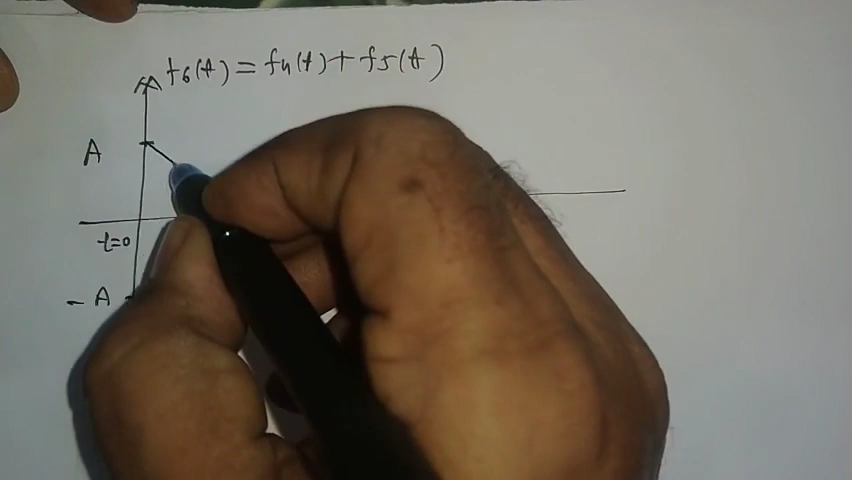 f6(t) = f4(t) + f5(t)
A
t=0
- A